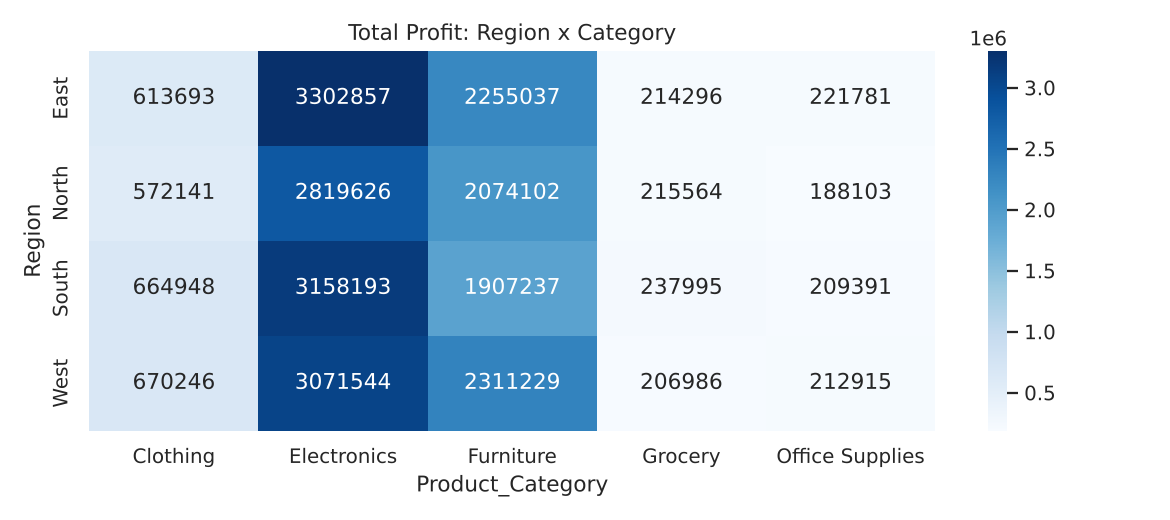 Total Profit: Region x Category
1e6
East 613693 3302857 2255037 214296 221781
North 572141 2819626 2074102 215564 188103
South 664948 3158193 1907237 237995 209391
West 670246 3071544 2311229 206986 212915
Region
Clothing Electronics Furniture Grocery Office Supplies
Product_Category
3.0
2.5
2.0
1.5
1.0
0.5